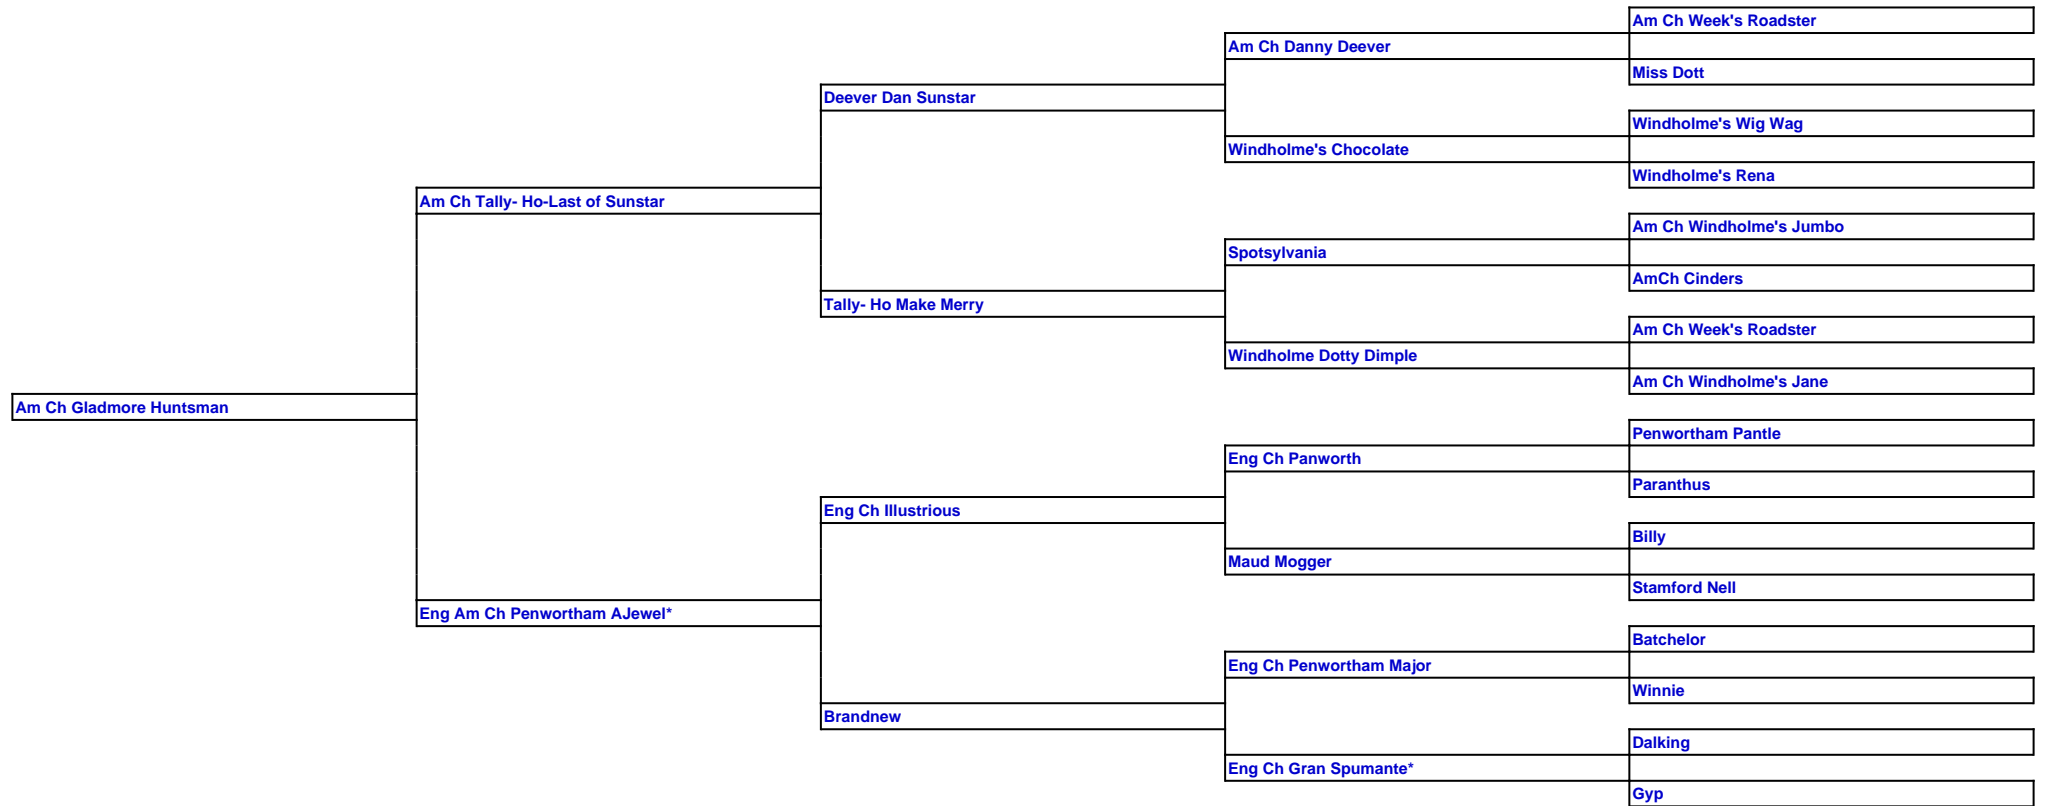 Am Ch Week's Roadster
Am Ch Danny Deever
Miss Dott
Deever Dan Sunstar
Windholme's Wig Wag
Windholme's Chocolate
Windholme's Rena
Am Ch Tally- Ho-Last of Sunstar
Am Ch Windholme's Jumbo
Spotsylvania
AmCh Cinders
Tally- Ho Make Merry
Am Ch Week's Roadster
Windholme Dotty Dimple
Am Ch Windholme's Jane
Am Ch Gladmore Huntsman
Penwortham Pantle
Eng Ch Panworth
Paranthus
Eng Ch Illustrious
Billy
Maud Mogger
Stamford Nell
Eng Am Ch Penwortham AJewel*
Batchelor
Eng Ch Penwortham Major
Winnie
Brandnew
Dalking
Eng Ch Gran Spumante*
Gyp